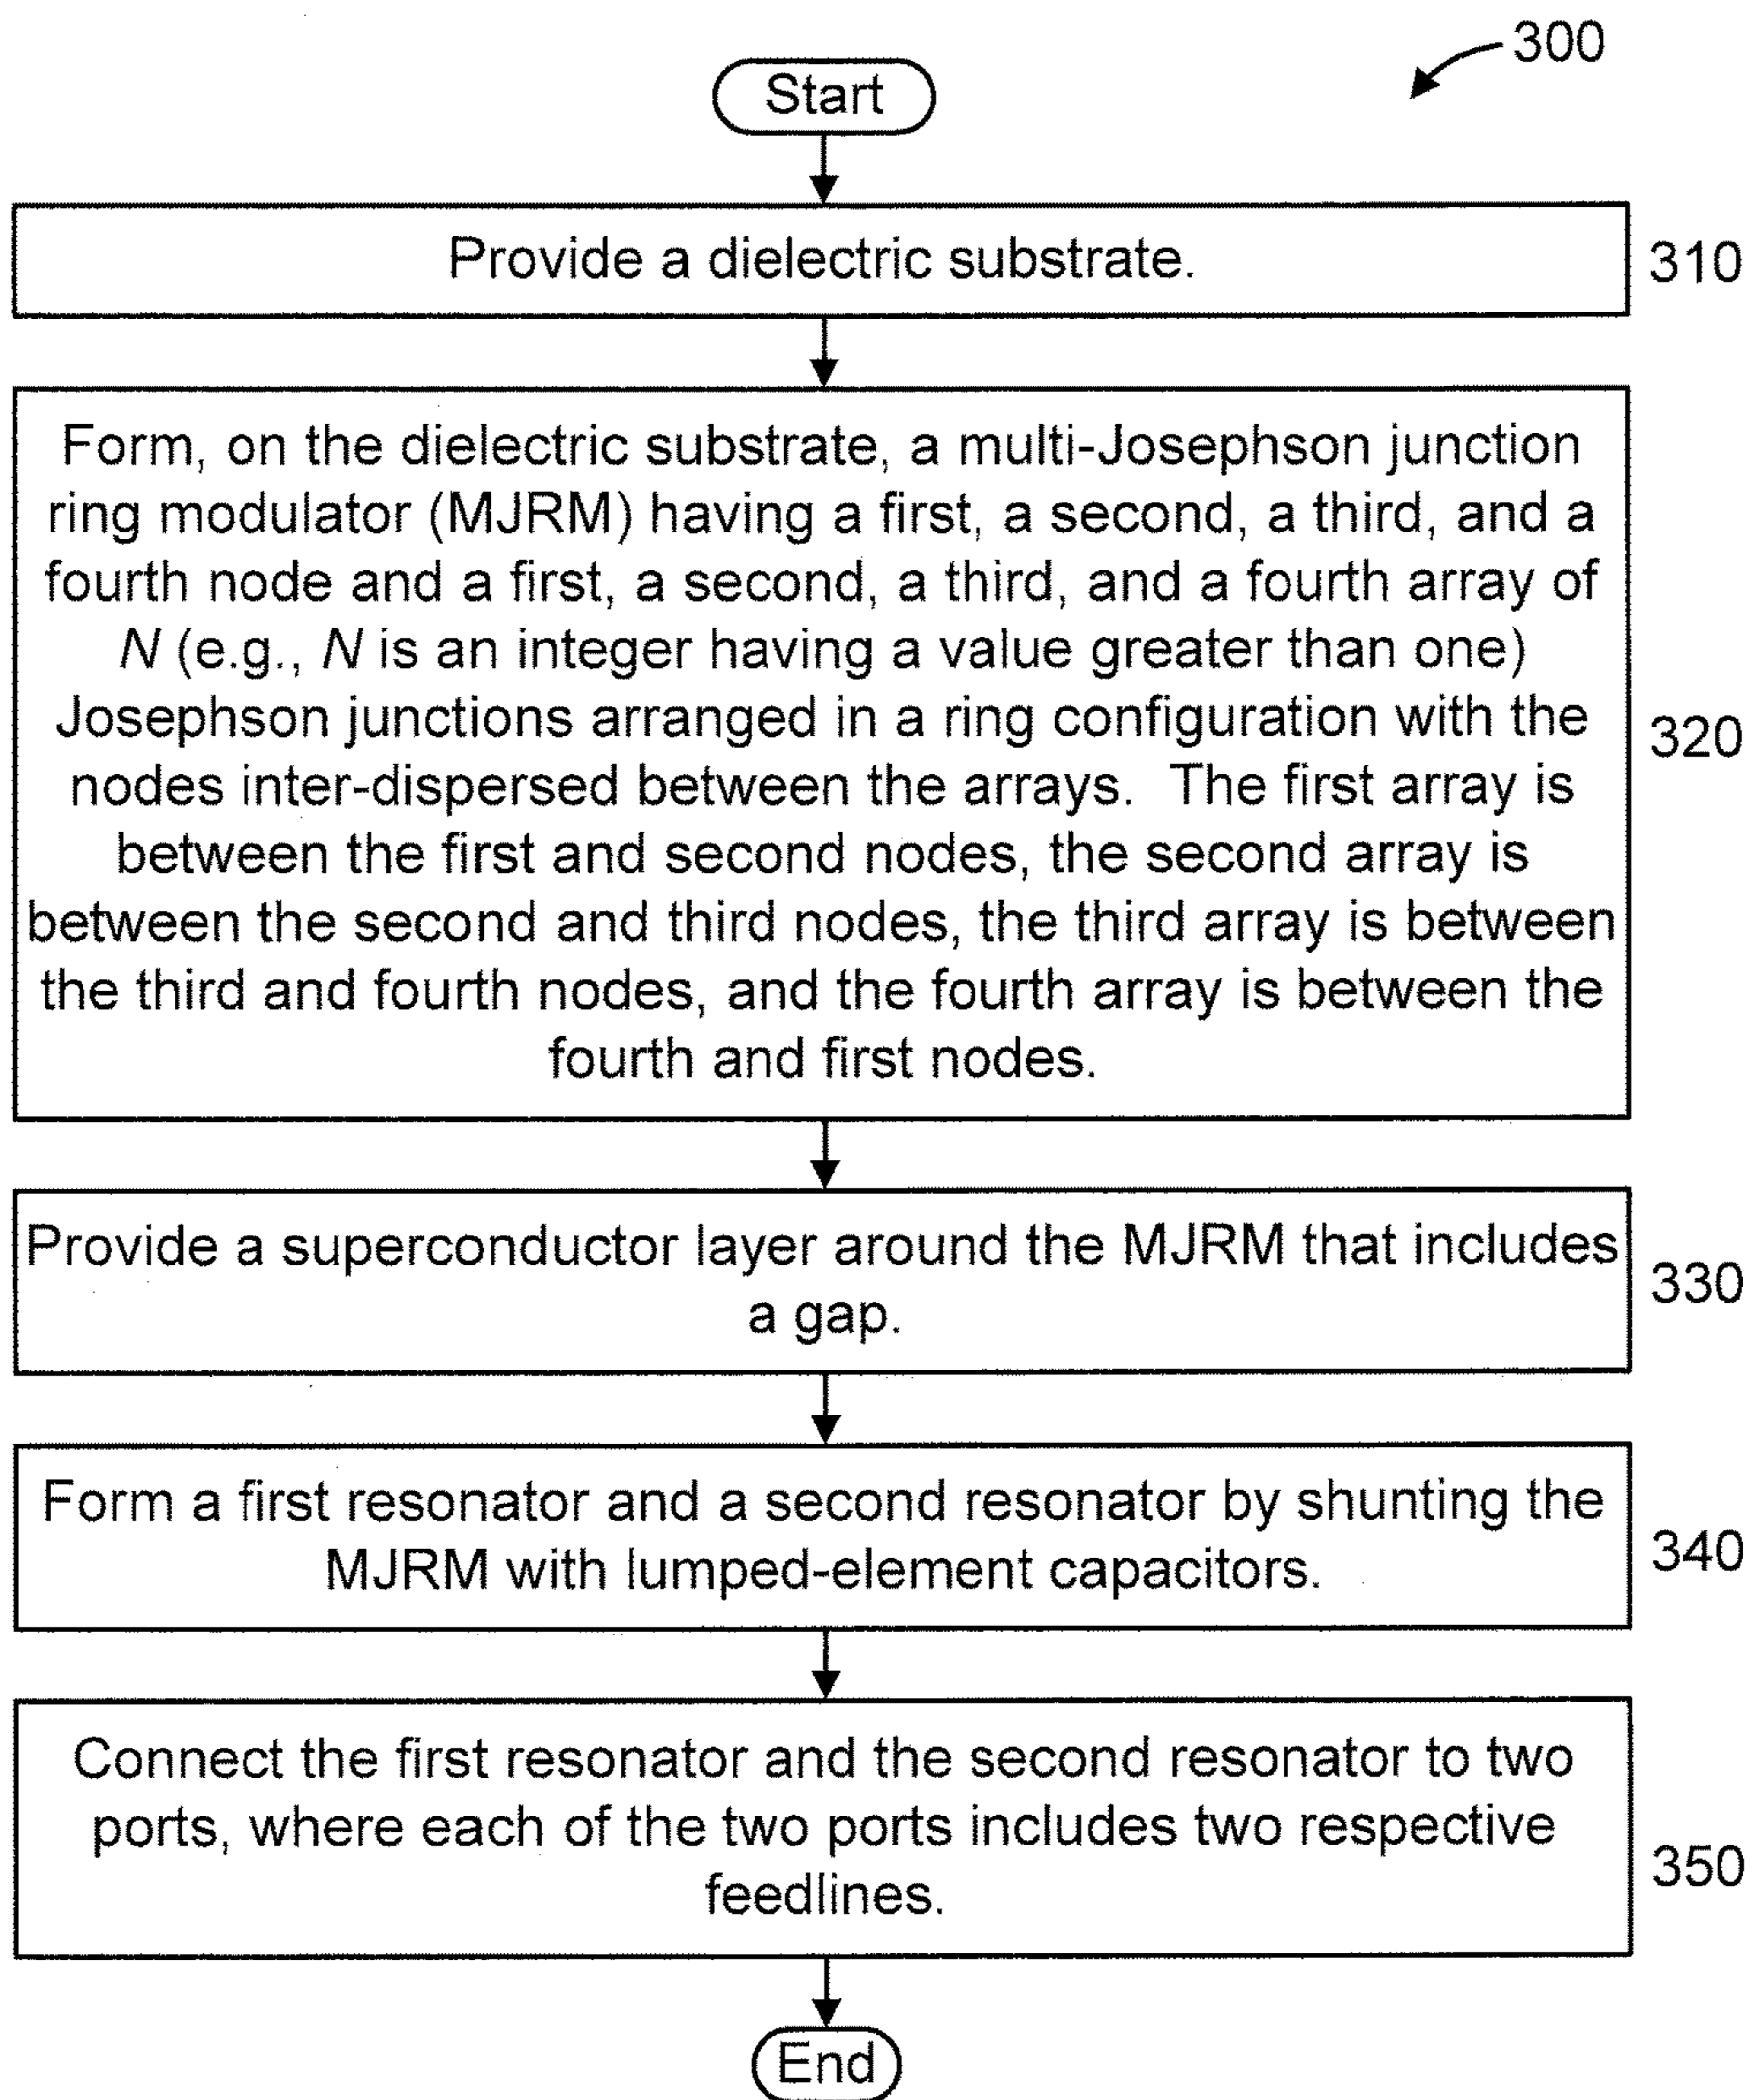 300
Start
Provide a dielectric substrate.
310
Form, on the dielectric substrate, a multi-Josephson junction
ring modulator (MJRM) having a first, a second, a third, and a
fourth node and a first, a second, a third, and a fourth array of
N (e.g., N is an integer having a value greater than one)
Josephson junctions arranged in a ring configuration with the
nodes inter-dispersed between the arrays. The first array is
between the first and second nodes, the second array is
between the second and third nodes, the third array is between
the third and fourth nodes, and the fourth array is between the
fourth and first nodes.
320
Provide a superconductor layer around the MJRM that includes
a gap.
330
Form a first resonator and a second resonator by shunting the
MJRM with lumped-element capacitors.
340
Connect the first resonator and the second resonator to two
ports, where each of the two ports includes two respective
feedlines.
350
End